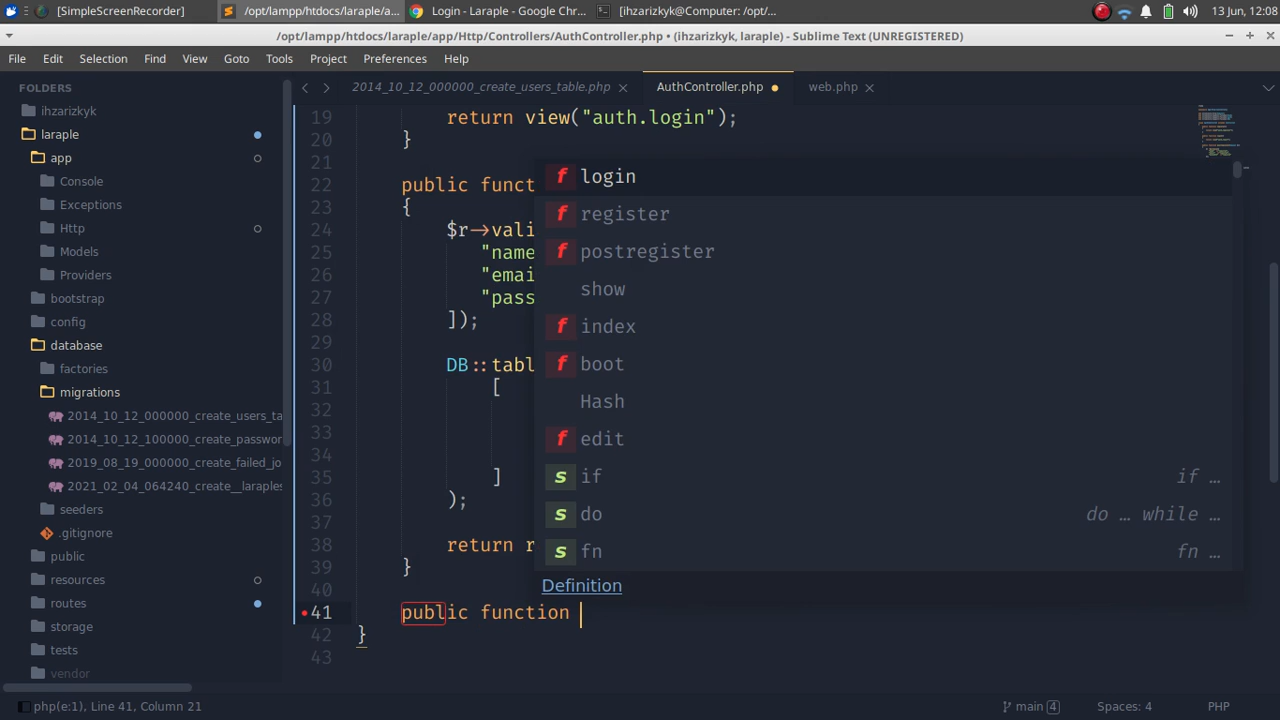 [SimpleScreenRecorder]
/opt/lampp/htdocs/laraple/a...
Login - Laraple - Google Chr...
[ihzarizkyk@Computer: /opt/...
13 Jun, 12:08
/opt/lampp/htdocs/laraple/app/Http/Controllers/AuthController.php • (ihzarizkyk, laraple) - Sublime Text (UNREGISTERED)
File Edit Selection Find View Goto Tools Project Preferences Help
FOLDERS
ihzarizkyk
laraple
app
Console
Exceptions
Http
Models
Providers
bootstrap
config
database
factories
migrations
2014_10_12_000000_create_users_ta
2014_10_12_100000_create_passwor
2019_08_19_000000_create_failed_jo
2021_02_04_064240_create__laraples
seeders
.gitignore
public
resources
routes
storage
tests
vendor
2014_10_12_000000_create_users_table.php
AuthController.php
web.php
19 return view("auth.login");
20 }
21
22 public funct
23 {
24 $r->vali
25 "name
26 "emai
27 "pass
28 ]);
29
30 DB::tabl
31 [
32
33
34
35 ]
36 );
37
38 return r
39 }
40
41 public function
42 }
43
login
register
postregister
show
index
boot
Hash
edit
if if ...
do do ... while ...
fn fn ...
Definition
php(e:1), Line 41, Column 21
main 4
Spaces: 4
PHP